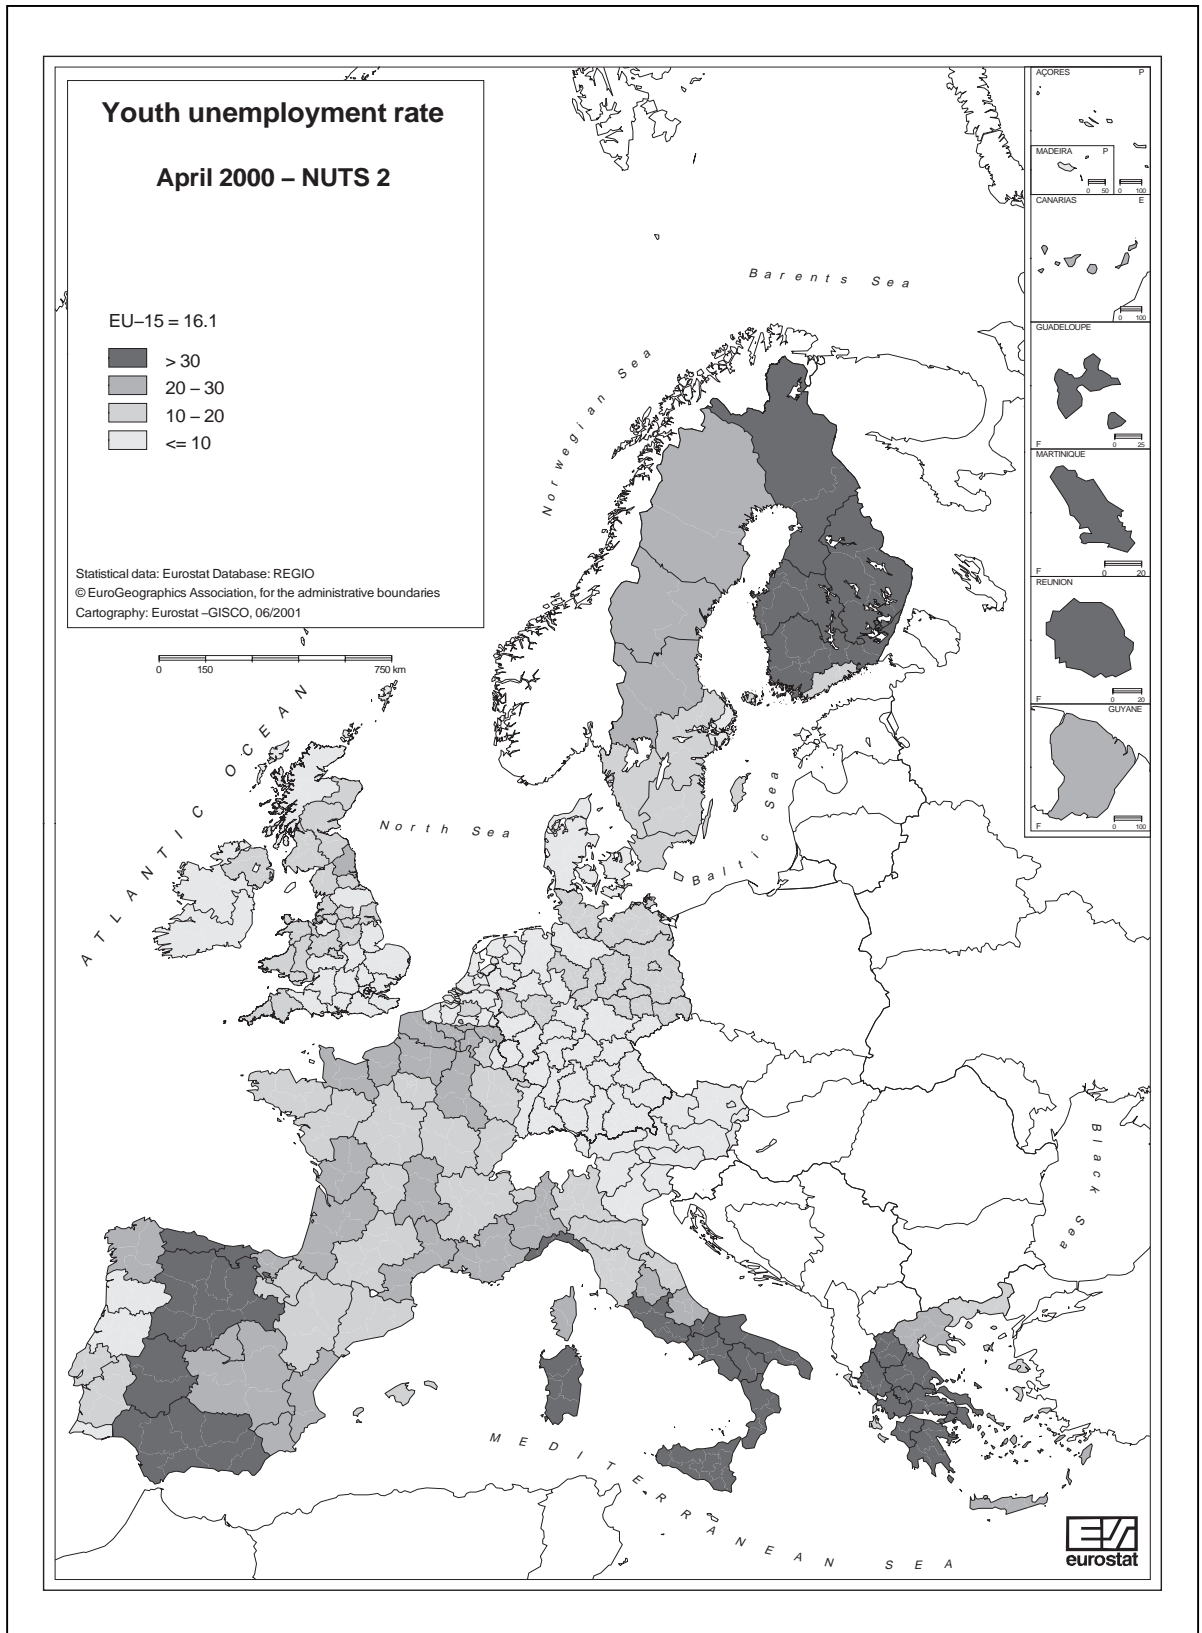 Youth unemployment rate
April 2000 – NUTS 2
EU–15 = 16.1
> 30
20 – 30
10 – 20
<= 10
Statistical data: Eurostat Database: REGIO
© EuroGeographics Association, for the administrative boundaries
Cartography: Eurostat –GISCO, 06/2001
0 150 750 km
Barents Sea
Norwegian Sea
ATLANTIC OCEAN
North Sea
Baltic Sea
Black Sea
MEDITERRANEAN SEA
AÇORES P
0 100
MADEIRA P
0 50
CANARIAS E
0 100
GUADELOUPE
F 0 25
MARTINIQUE
F 0 20
REUNION
F 0 20
GUYANE
F 0 100
eurostat